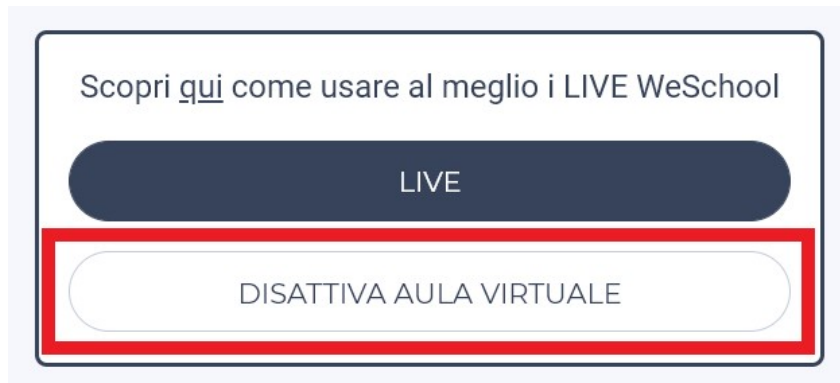 Scopri qui come usare al meglio i LIVE WeSchool
LIVE
DISATTIVA AULA VIRTUALE